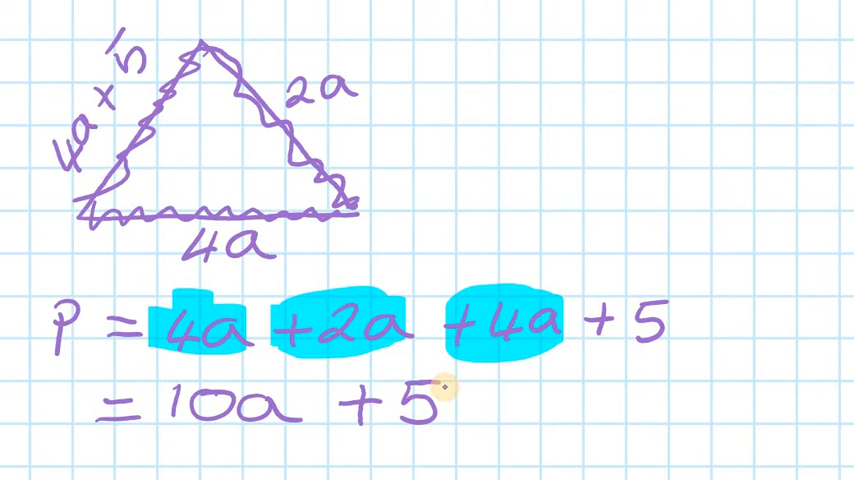 4a × 5
2a
4a
P = 4a + 2a + 4a + 5
= 10a + 5